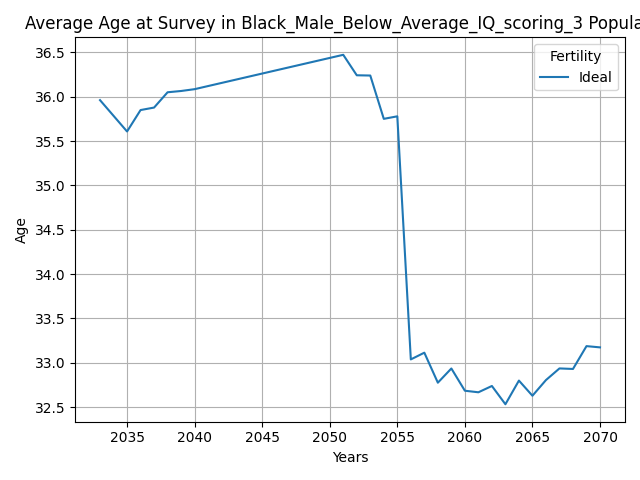 Average Age at Survey in Black_Male_Below_Average_IQ_scoring_3 Popula
Fertility
Ideal
36.5
36.0
35.5
35.0
34.5
34.0
33.5
33.0
32.5
Age
2035 2040 2045 2050 2055 2060 2065 2070
Years